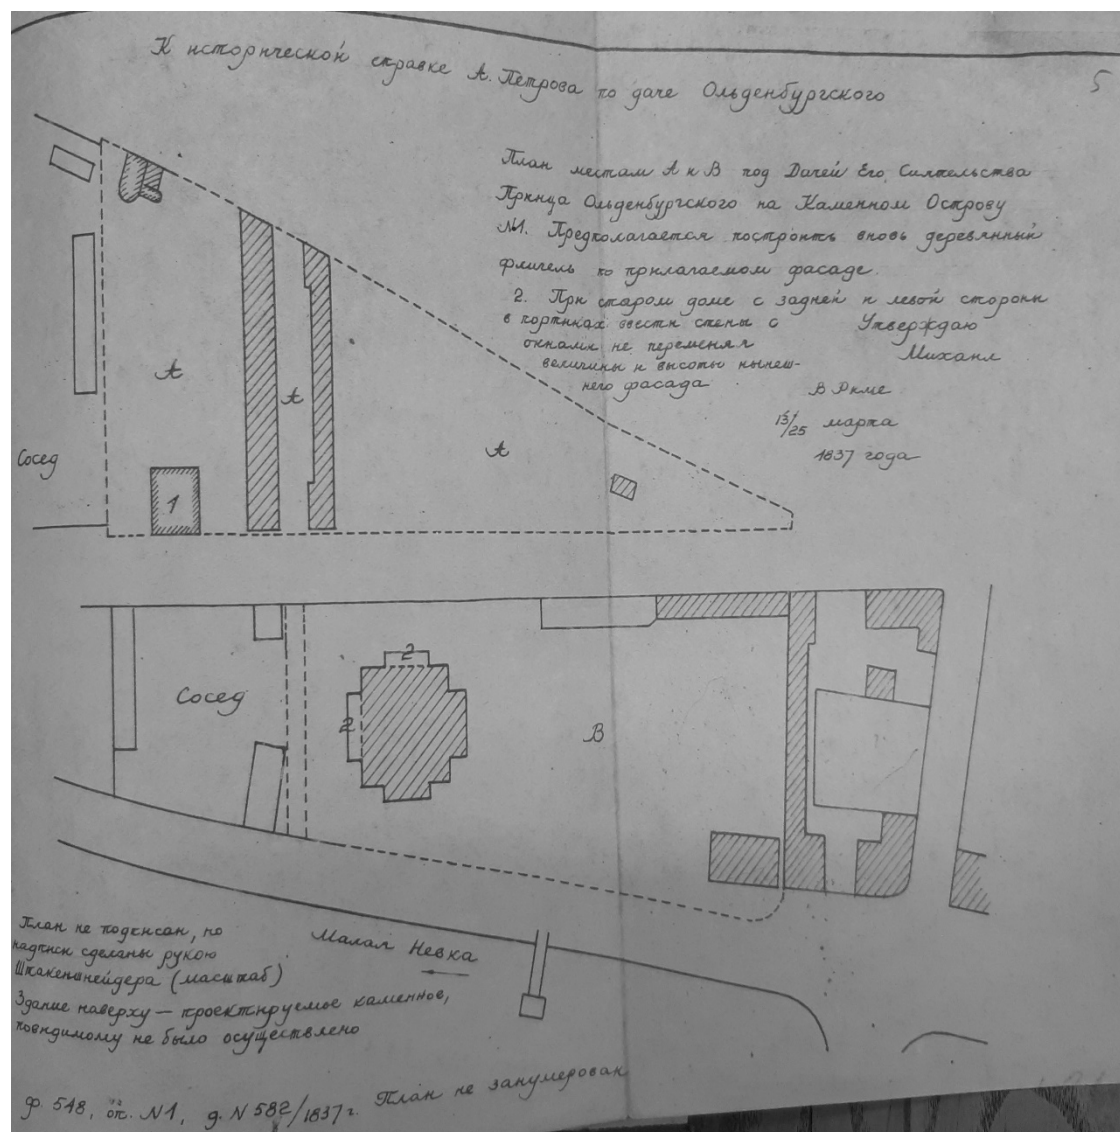 К исторической справке А. Петрова по даче Ольденбургского
5
План местам А и В под Дачей Его Сиятельства
Принца Ольденбургского на Каменном Острову
№1. Предполагается построить вновь деревянный
флигель по прилагаемом фасаде.
2. При старом доме с задней и левой стороны
в портиках ввести стены с
окнами не переменяя
величины и высоты нынеш-
него фасада
Утверждаю
Михаил
В Риме
13/25 марта
1837 года
А
А
А
Сосед
1
2
Сосед
2
В
План не подписан, но
надписи сделаны рукою
Штакеншнейдера (масштаб)
Здание наверху — проектируемое каменное,
повидимому не было осуществлено
Малая Невка
ф. 548, оп. N1, д. N 582/1837 г. План не занумерован